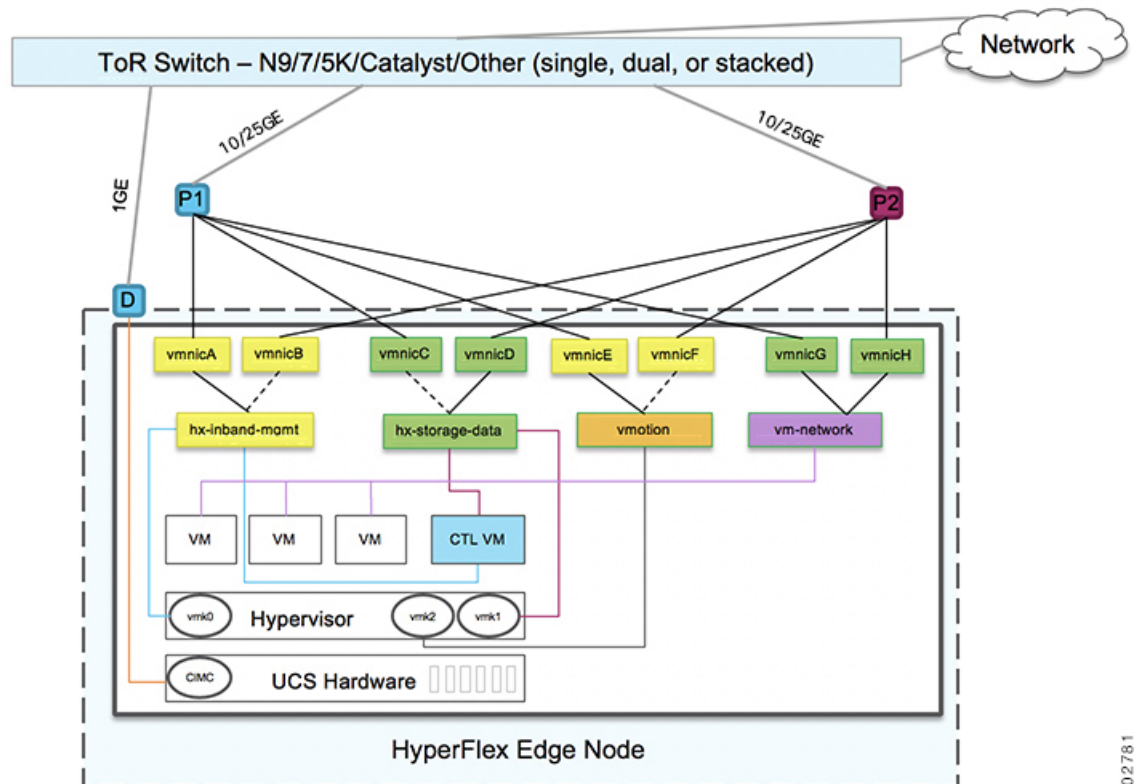 Network
ToR Switch – N9/7/5K/Catalyst/Other (single, dual, or stacked)
10/25GE
10/25GE
1GE
P1
P2
D
vmnicA
vmnicB
vmnicC
vmnicD
vmnicE
vmnicF
vmnicG
vmnicH
hx-inband-mgmt
hx-storage-data
vmotion
vm-network
VM
VM
VM
CTL VM
vmk0
Hypervisor
vmk2
vmk1
CIMC
UCS Hardware
HyperFlex Edge Node
02781